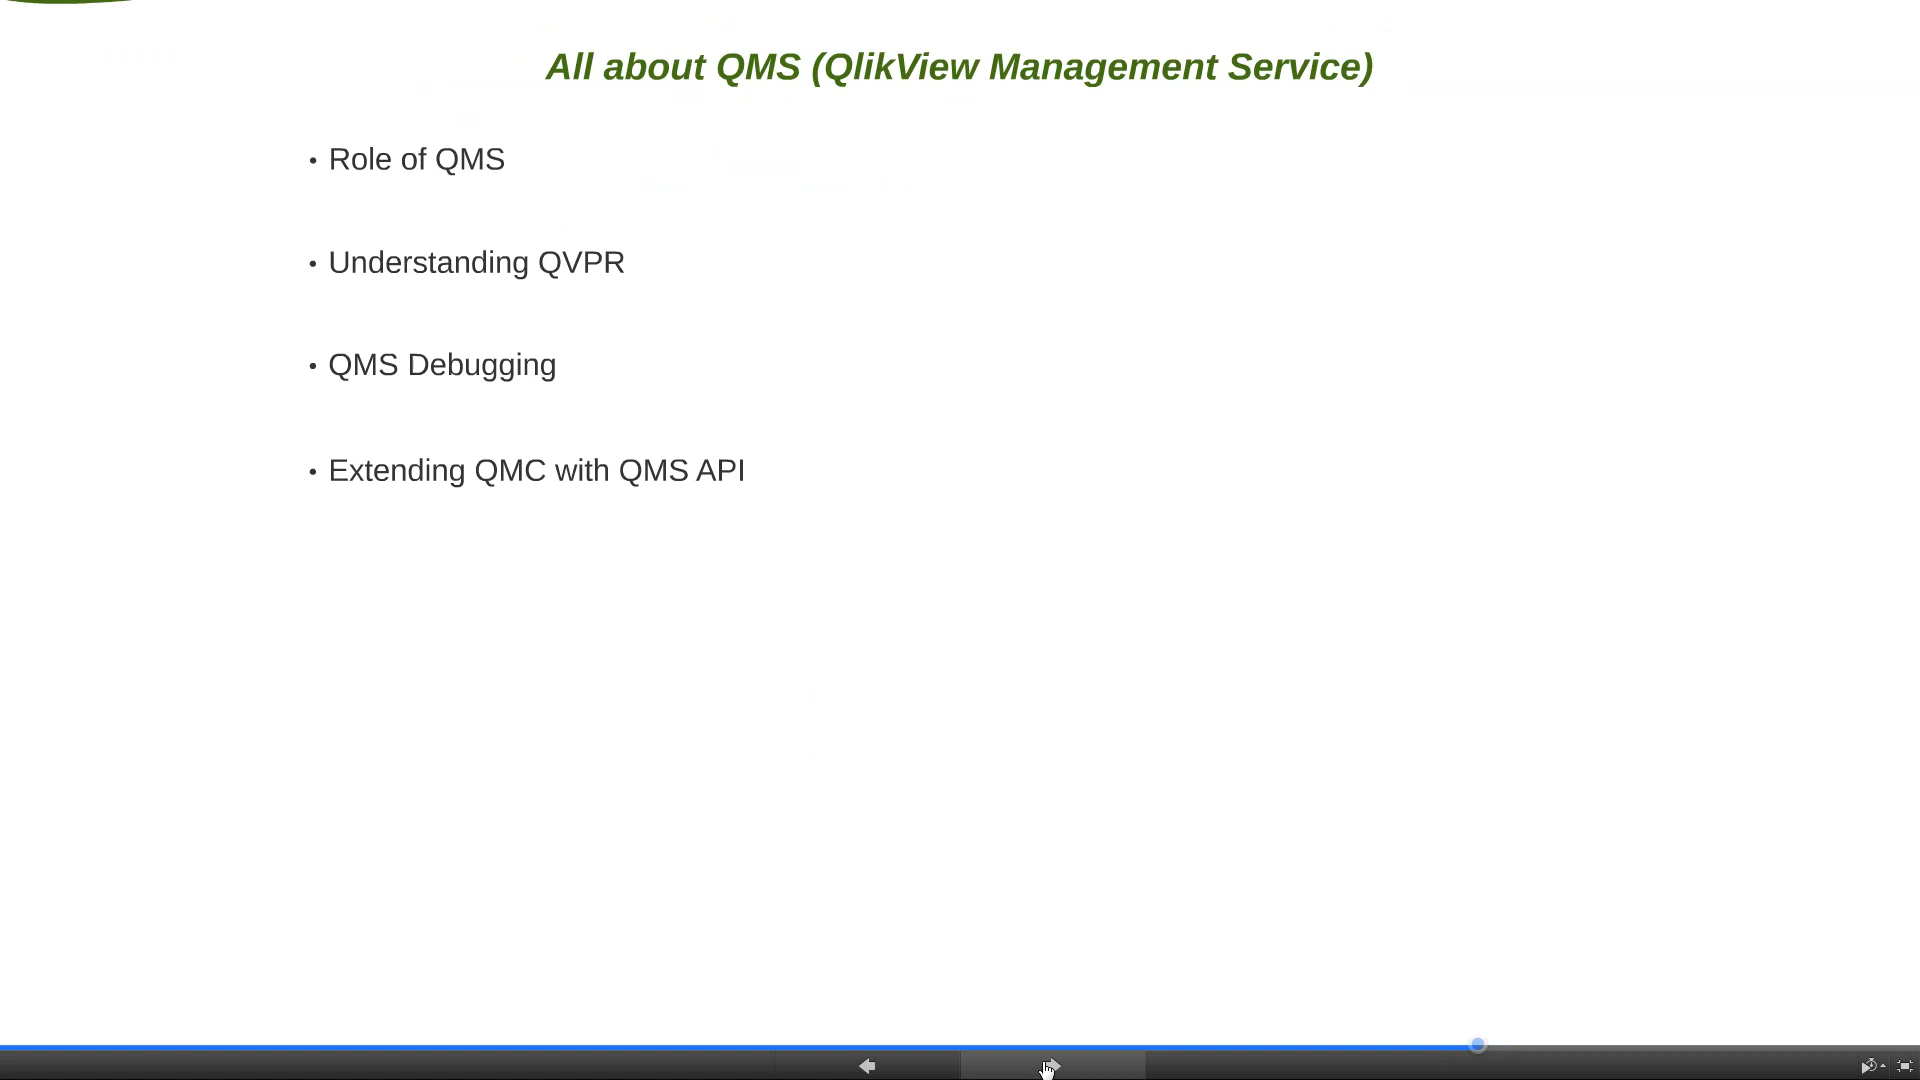 All about QMS (QlikView Management Service)
• Role of QMS
• Understanding QVPR
• QMS Debugging
• Extending QMC with QMS API